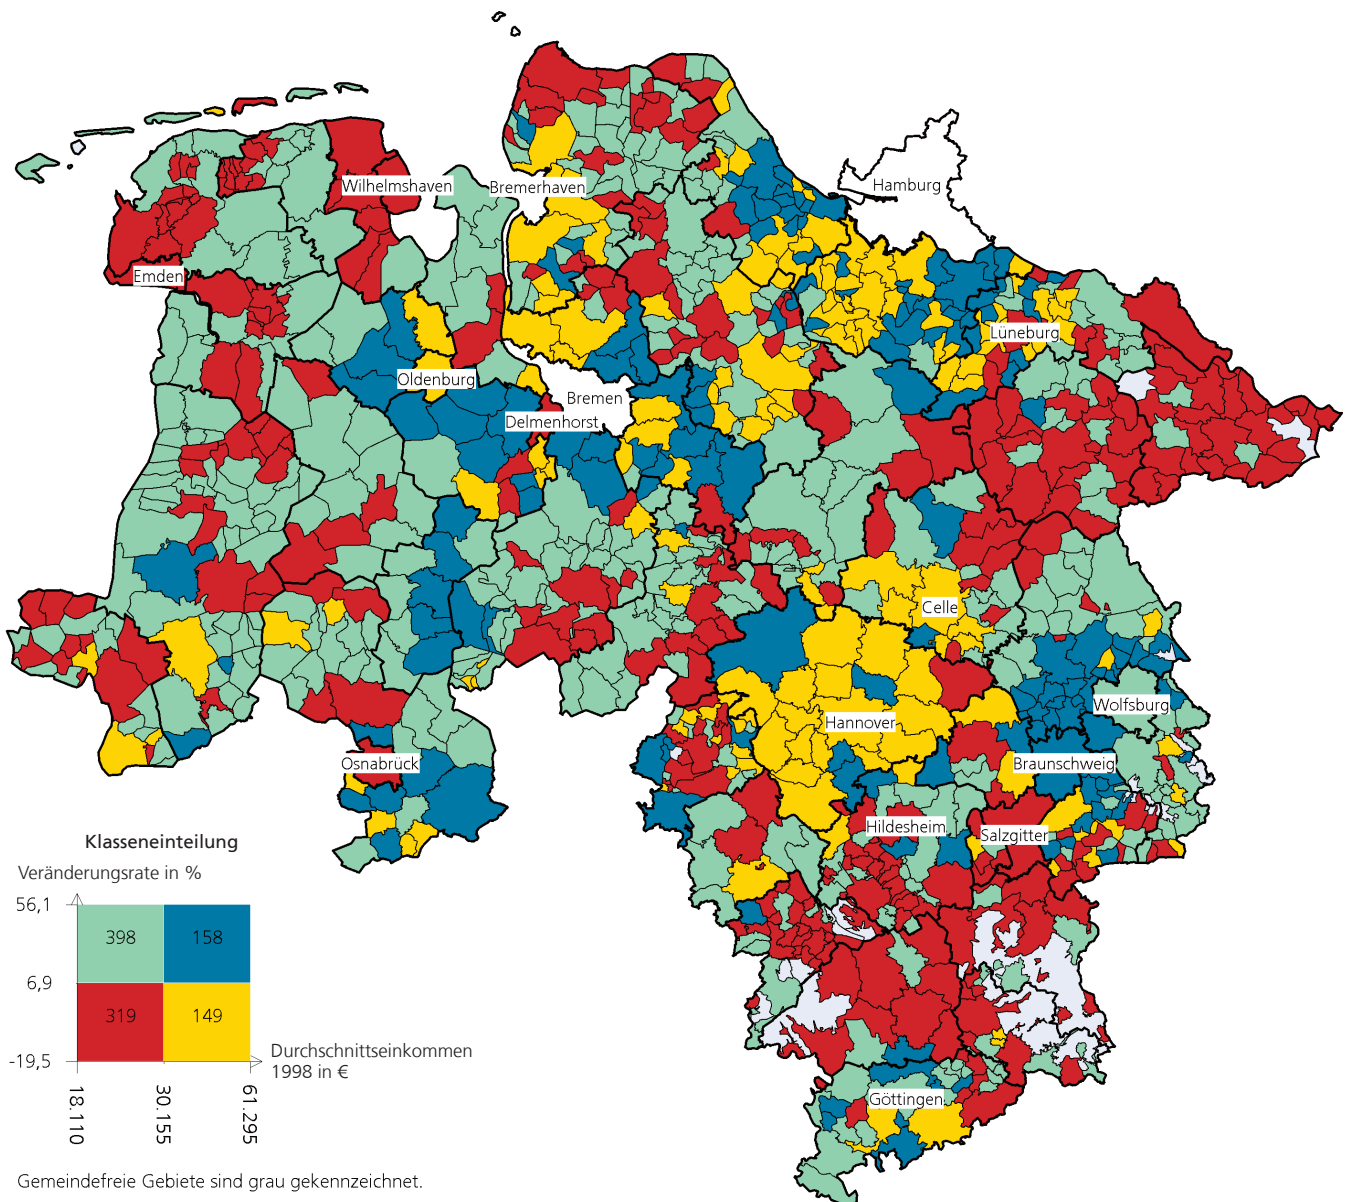 Hamburg
Wilhelmshaven
Bremerhaven
Emden
Lüneburg
Oldenburg
Bremen
Delmenhorst
Celle
Wolfsburg
Hannover
Osnabrück
Braunschweig
Hildesheim
Salzgitter
Göttingen
Klasseneinteilung
Veränderungsrate in %
56,1
398
158
6,9
319
149
-19,5
Durchschnittseinkommen
1998 in €
18.110
30.155
61.295
Gemeindefreie Gebiete sind grau gekennzeichnet.